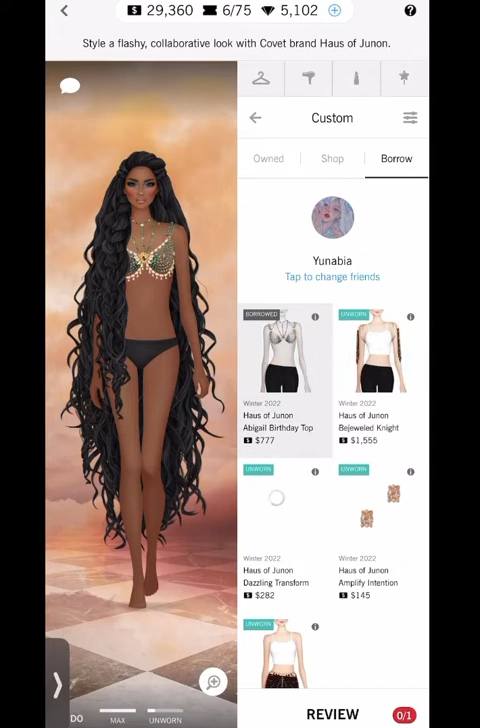 29,360 6/75 5,102
Style a flashy, collaborative look with Covet brand Haus of Junon.
Custom
Owned Shop Borrow
Yunabia
Tap to change friends
BORROWED
UNWORN
Winter 2022
Haus of Junon
Abigail Birthday Top
$777
Winter 2022
Haus of Junon
Bejeweled Knight
$1,555
UNWORN
UNWORN
Winter 2022
Haus of Junon
Dazzling Transform
$282
Winter 2022
Haus of Junon
Amplify Intention
$145
UNWORN
DO MAX UNWORN
REVIEW 0/1